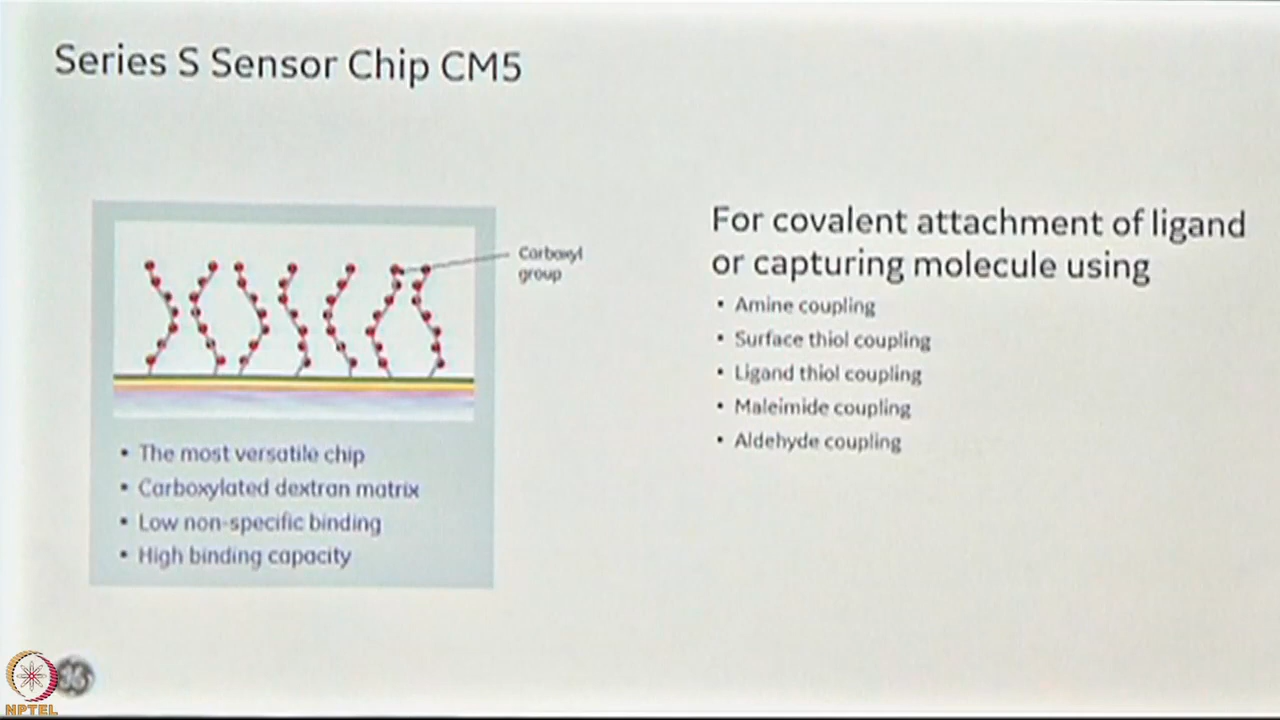 Series S Sensor Chip CM5
Carboxyl
group
• The most versatile chip
• Carboxylated dextran matrix
• Low non-specific binding
• High binding capacity
For covalent attachment of ligand
or capturing molecule using
• Amine coupling
• Surface thiol coupling
• Ligand thiol coupling
• Maleimide coupling
• Aldehyde coupling
NPTEL